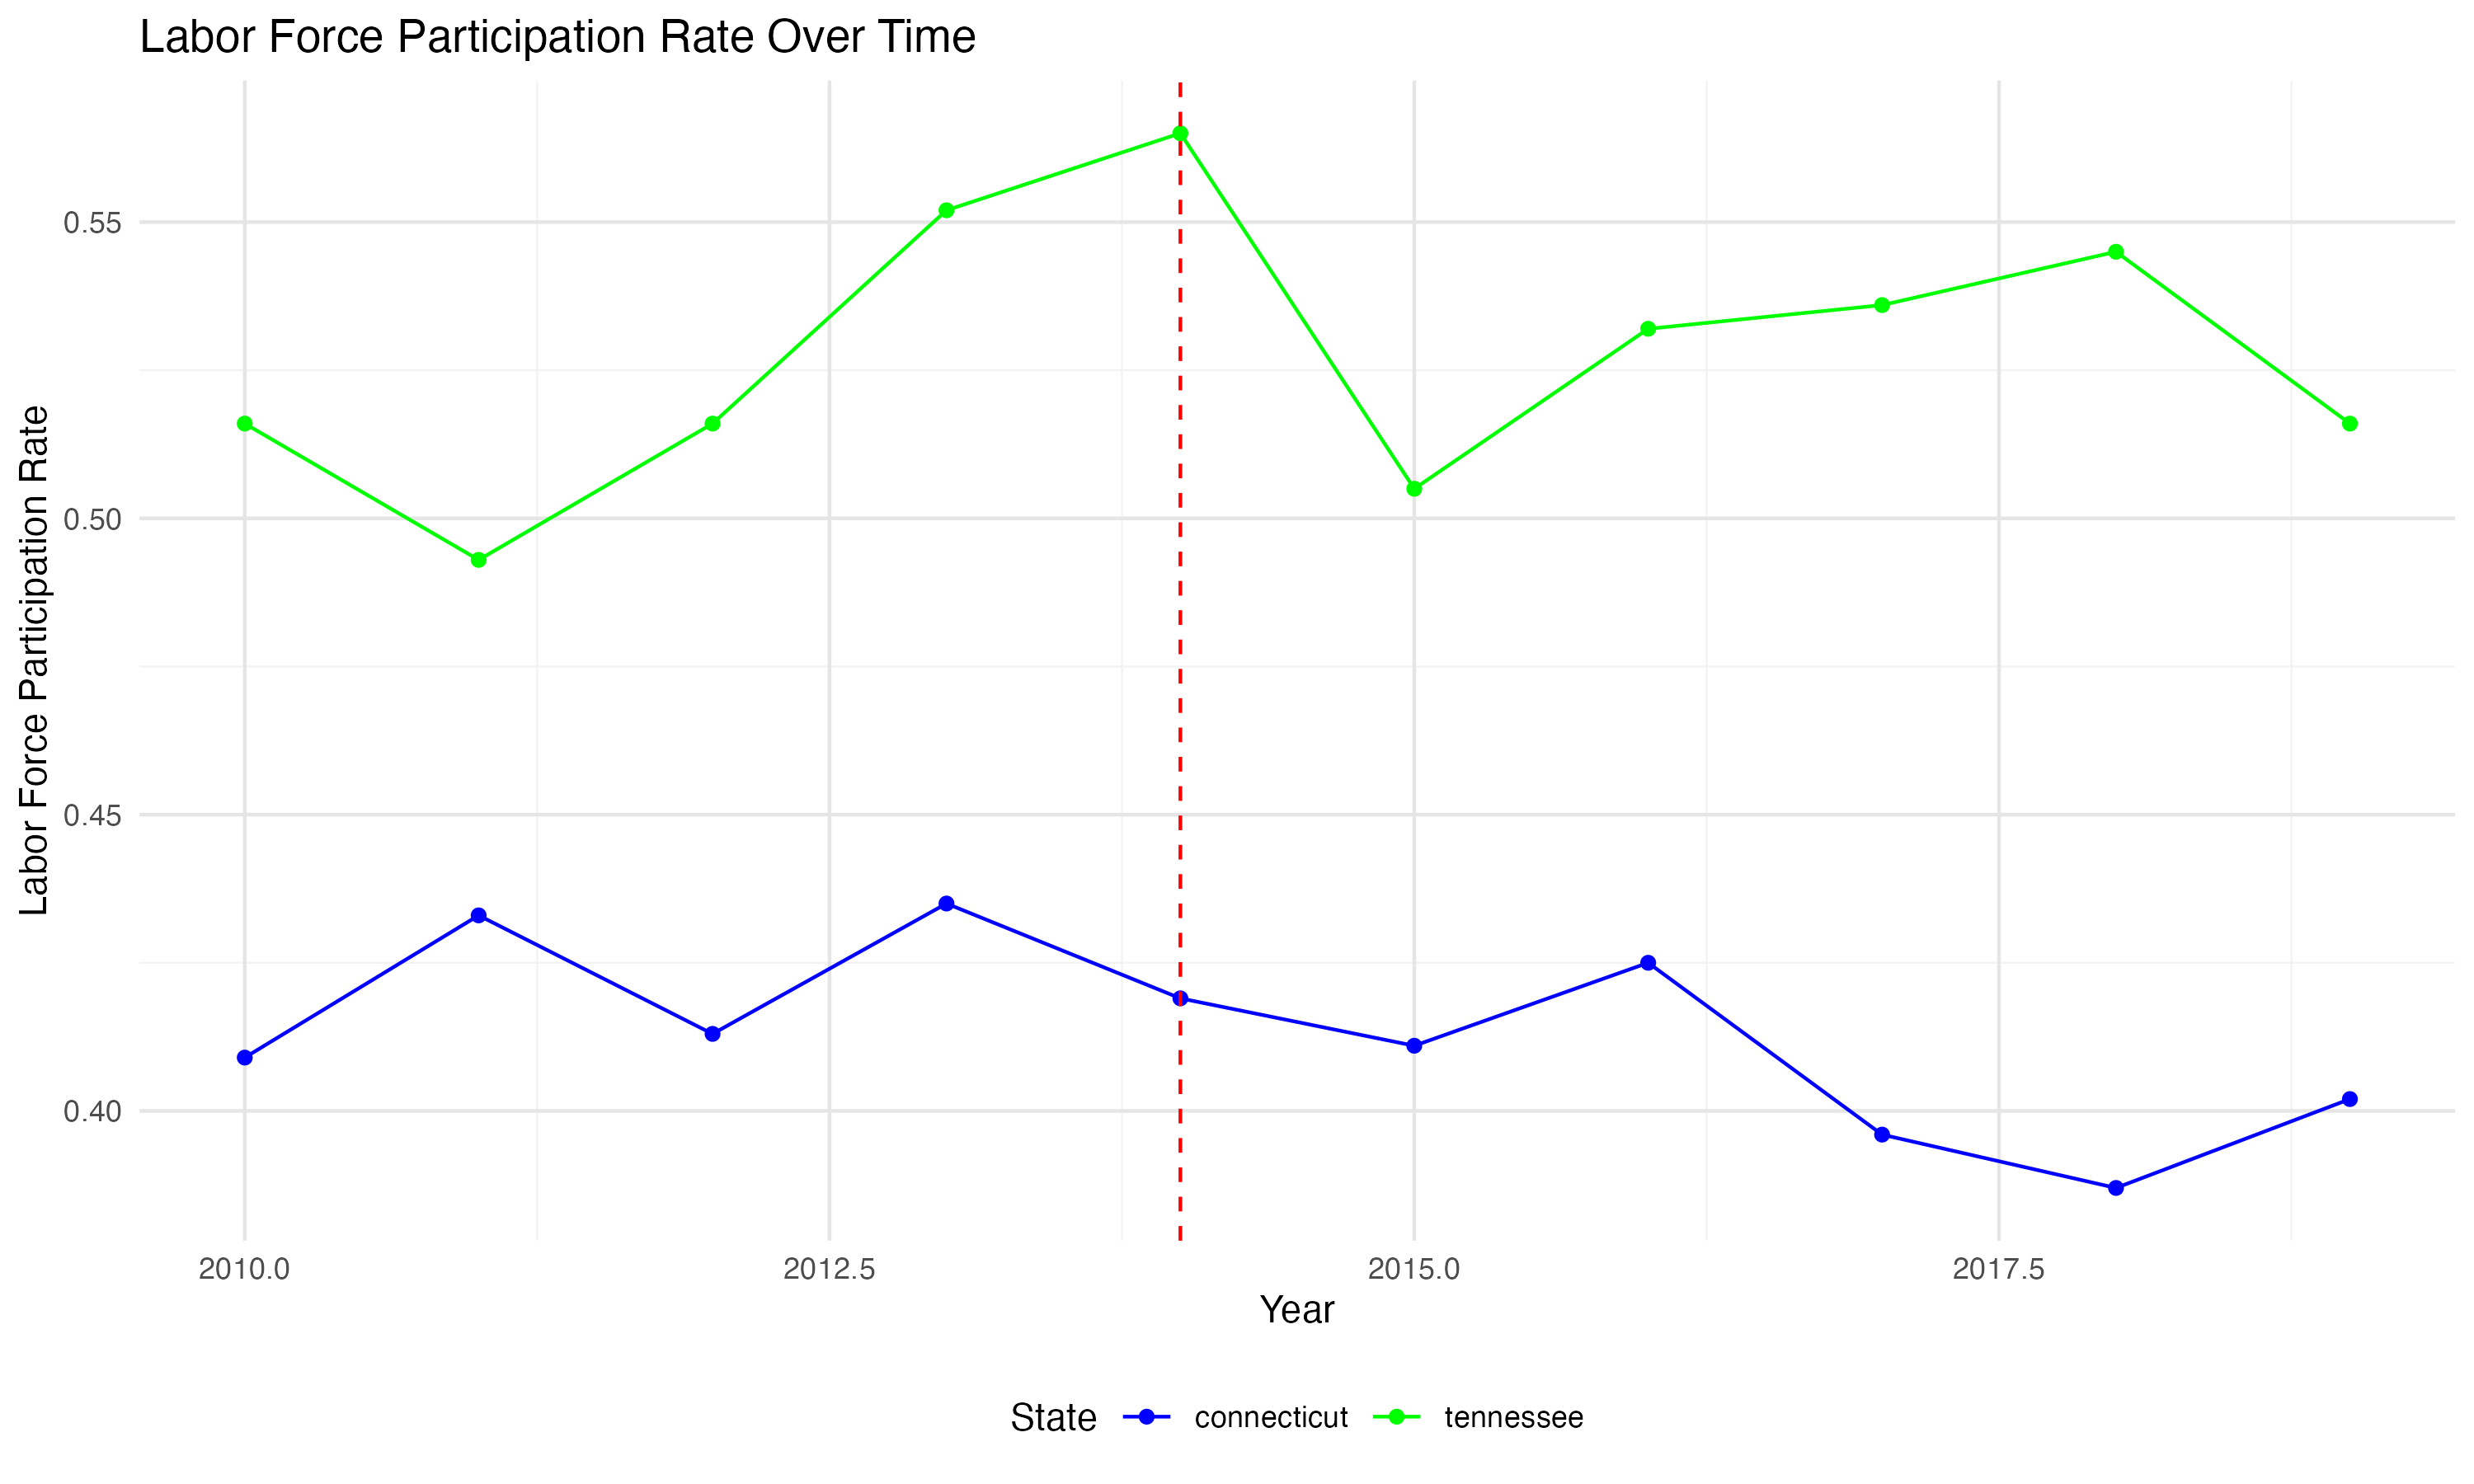 Labor Force Participation Rate Over Time
Labor Force Participation Rate
0.55
0.50
0.45
0.40
2010.0 2012.5 2015.0 2017.5
Year
State connecticut tennessee